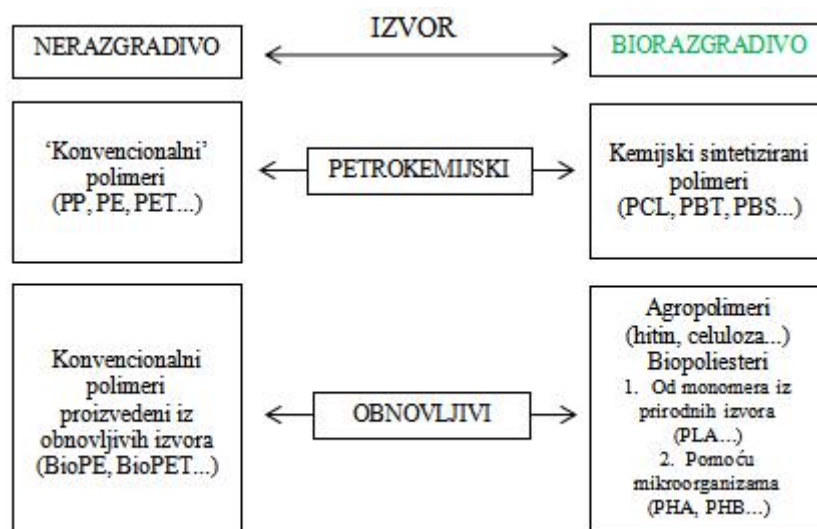 IZVOR
NERAZGRADIVO
BIORAZGRADIVO
‘Konvencionalni’
polimeri
(PP, PE, PET...)
PETROKEMIJSKI
Kemijski sintetizirani
polimeri
(PCL, PBT, PBS...)
Konvencionalni
polimeri
proizvedeni iz
obnovljivih izvora
(BioPE, BioPET...)
OBNOVLJIVI
Agropolimeri
(hitin, celuloza...)
Biopoliesteri
1. Od monomera iz
prirodnih izvora
(PLA...)
2. Pomoću
mikroorganizama
(PHA, PHB...)